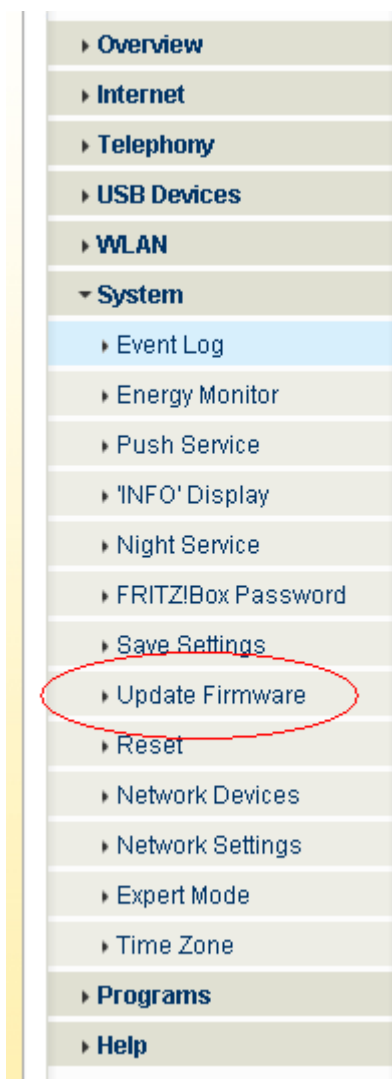 Overview
Internet
Telephony
USB Devices
WLAN
System
Event Log
Energy Monitor
Push Service
'INFO' Display
Night Service
FRITZ!Box Password
Save Settings
Update Firmware
Reset
Network Devices
Network Settings
Expert Mode
Time Zone
Programs
Help